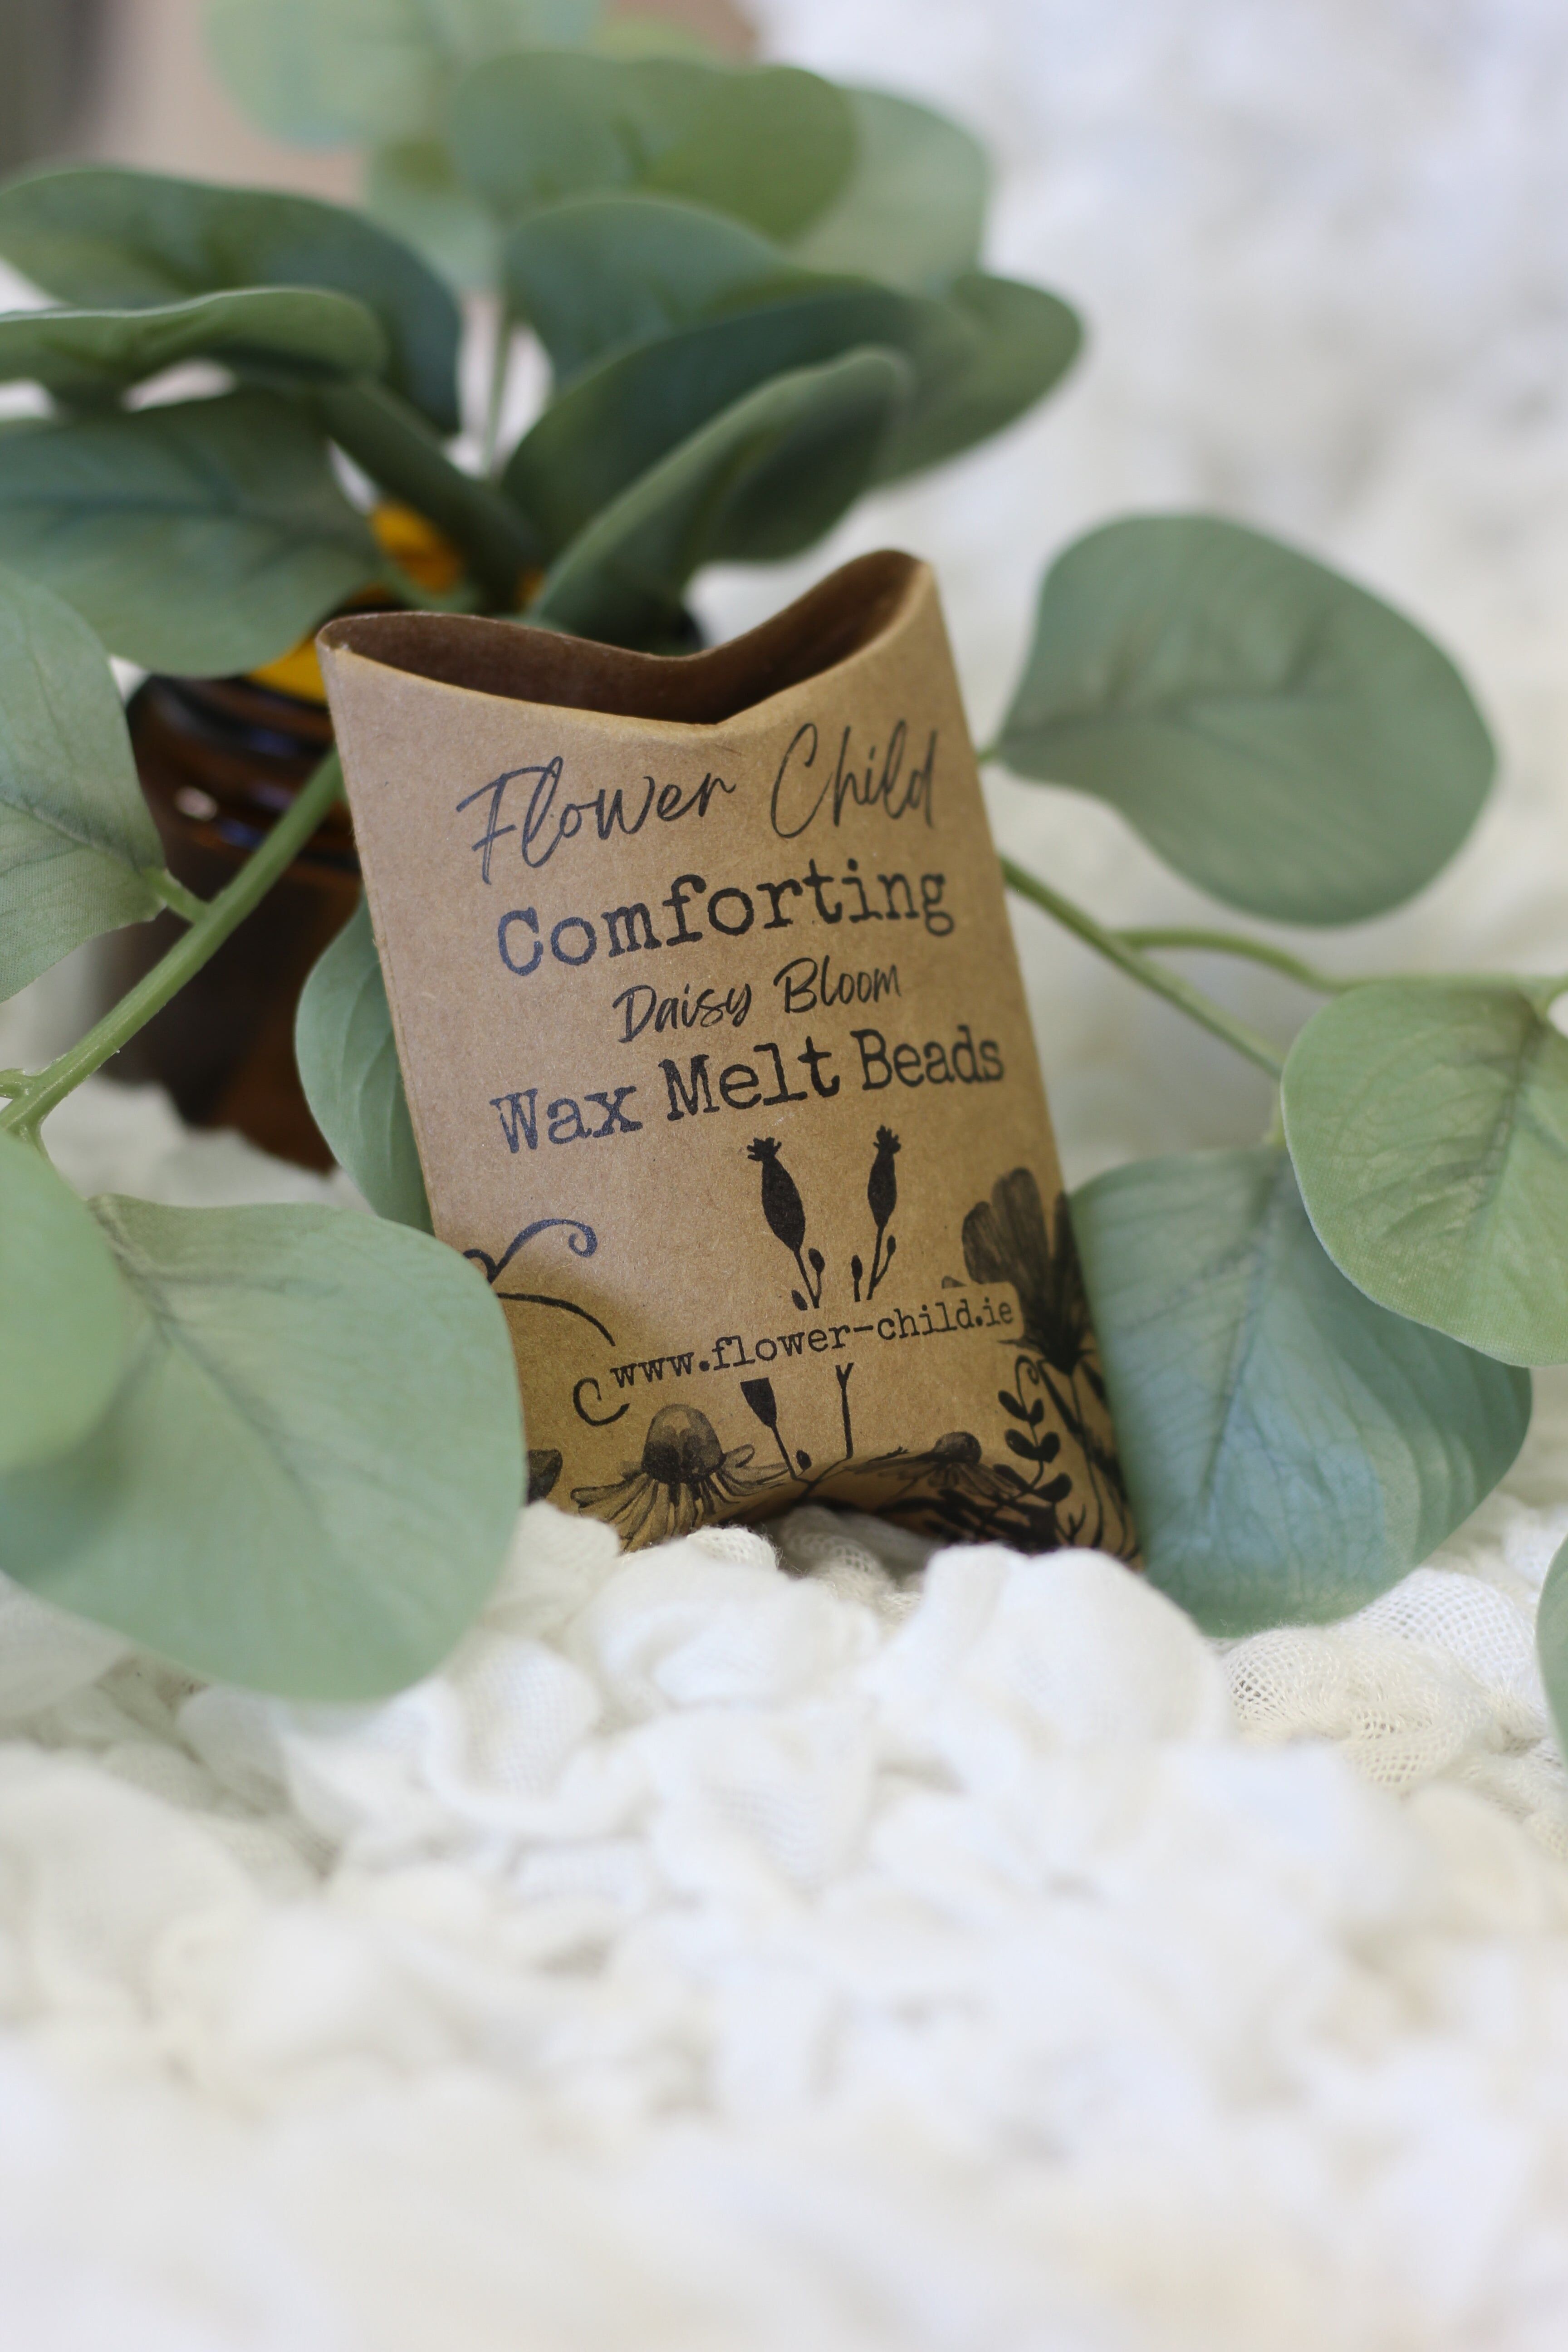 Flower Child
Comforting
Daisy Bloom
Wax Melt Beads
www.flower-child.ie